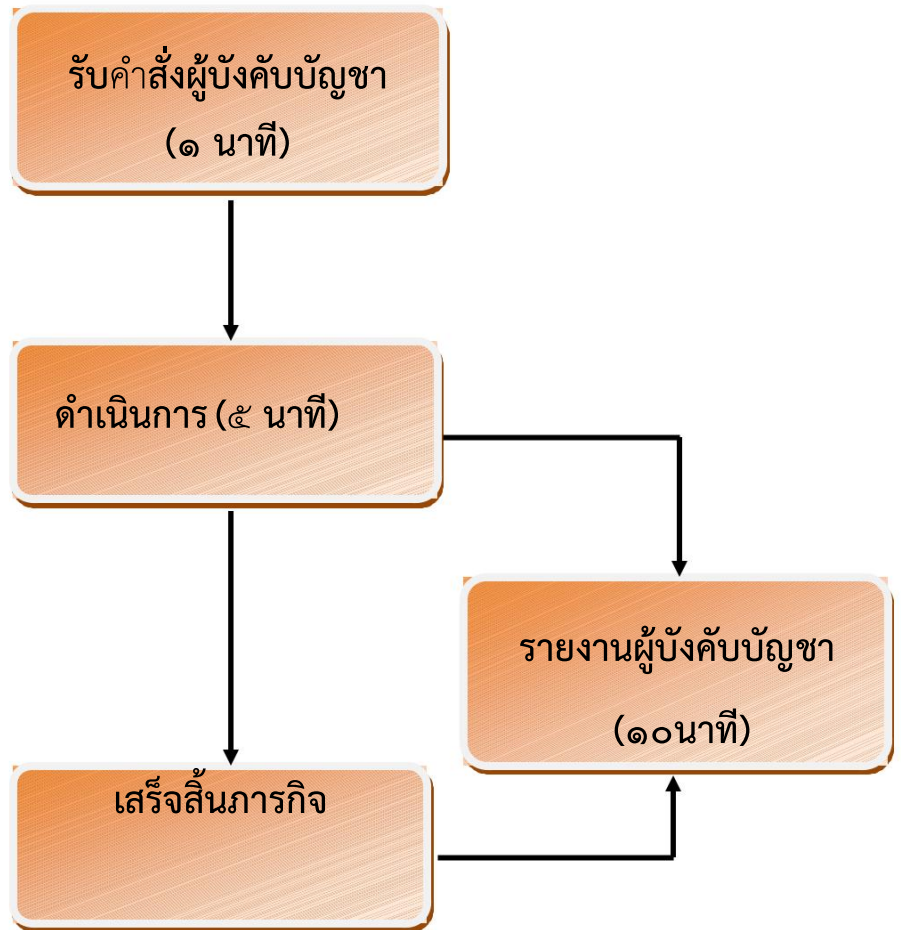 รับคำสั่งผู้บังคับบัญชา
(๑ นาที)
ดำเนินการ (๕ นาที)
รายงานผู้บังคับบัญชา
(๑๐นาที)
เสร็จสิ้นภารกิจ